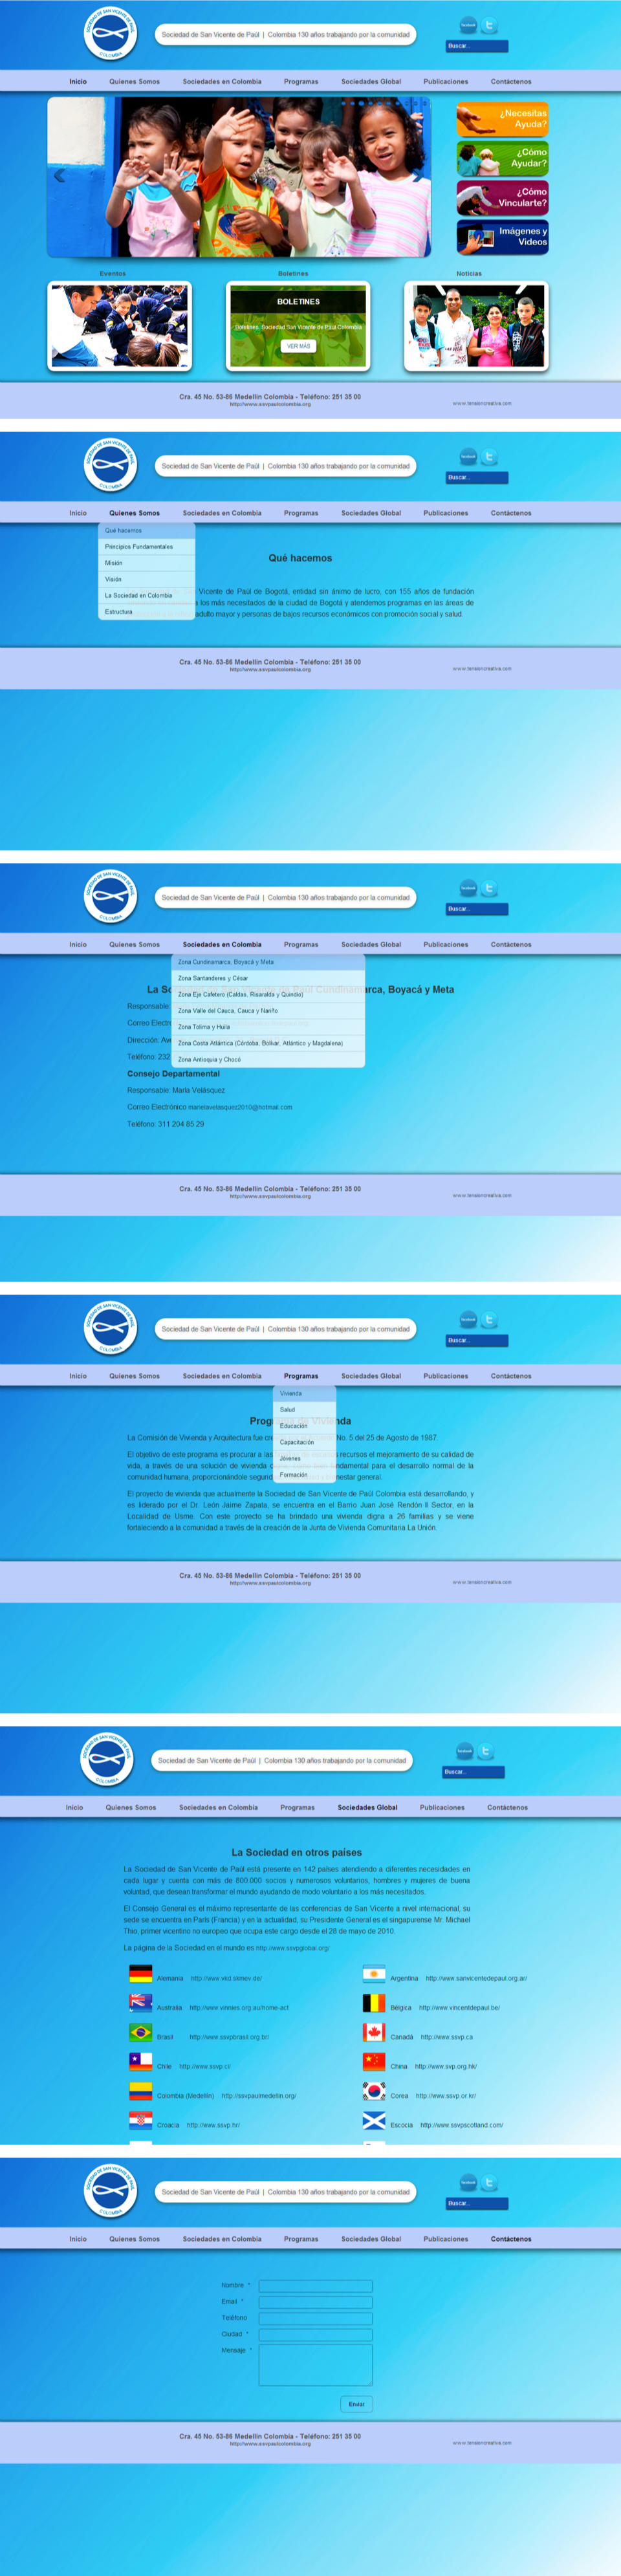 SOCIEDAD DE SAN VICENTE DE PAÚL
COLOMBIA
Sociedad de San Vicente de Paúl | Colombia 130 años trabajando por la comunidad
facebook
Buscar...
Inicio Quienes Somos Sociedades en Colombia Programas Sociedades Global Publicaciones Contáctenos
¿Necesitas
Ayuda?
¿Cómo
Ayudar?
¿Cómo
Vincularte?
Imágenes y
Videos
Eventos Boletines Noticias
BOLETINES
Boletines, Sociedad San Vicente de Paúl Colombia
VER MÁS
Cra. 45 No. 53-86 Medellín Colombia - Teléfono: 251 35 00
http://www.ssvpaulcolombia.org
www.tensorcreativa.com
SOCIEDAD DE SAN VICENTE DE PAÚL
COLOMBIA
Sociedad de San Vicente de Paúl | Colombia 130 años trabajando por la comunidad
facebook
Buscar...
Inicio Quienes Somos Sociedades en Colombia Programas Sociedades Global Publicaciones Contáctenos
Qué hacemos
Principios Fundamentales
Misión
Visión
La Sociedad en Colombia
Estructura
Qué hacemos
Vicente de Paúl de Bogotá, entidad sin ánimo de lucro, con 155 años de fundación
a los más necesitados de la ciudad de Bogotá y atendemos programas en las áreas de
adulto mayor y personas de bajos recursos económicos con promoción social y salud.
Cra. 45 No. 53-86 Medellín Colombia - Teléfono: 251 35 00
http://www.ssvpaulcolombia.org
www.tensorcreativa.com
SOCIEDAD DE SAN VICENTE DE PAÚL
COLOMBIA
Sociedad de San Vicente de Paúl | Colombia 130 años trabajando por la comunidad
facebook
Buscar...
Inicio Quienes Somos Sociedades en Colombia Programas Sociedades Global Publicaciones Contáctenos
Zona Cundinamarca, Boyacá y Meta
Zona Santanderes y César
Zona Eje Cafetero (Caldas, Risaralda y Quindío)
Zona Valle del Cauca, Cauca y Nariño
Zona Tolima y Huila
Zona Costa Atlántica (Córdoba, Bolívar, Atlántico y Magdalena)
Zona Antioquia y Chocó
La Cundinamarca, Boyacá y Meta
Responsable:
Correo
Dirección:
Teléfono: 232
Consejo Departamental
Responsable: María Velásquez
Correo Electrónico marielavelasquez2010@hotmail.com
Teléfono: 311 204 85 29
Cra. 45 No. 53-86 Medellín Colombia - Teléfono: 251 35 00
http://www.ssvpaulcolombia.org
www.tensorcreativa.com
SOCIEDAD DE SAN VICENTE DE PAÚL
COLOMBIA
Sociedad de San Vicente de Paúl | Colombia 130 años trabajando por la comunidad
facebook
Buscar...
Inicio Quienes Somos Sociedades en Colombia Programas Sociedades Global Publicaciones Contáctenos
Vivienda
Salud
Educación
Capacitación
Jóvenes
Formación
Programa de Vivienda
La Comisión de Vivienda y Arquitectura fue No. 5 del 25 de Agosto de 1987.
El objetivo de este programa es procurar a las recursos el mejoramiento de su calidad de
vida, a través de una solución de vivienda fundamental para el desarrollo normal de la
comunidad humana, proporcionándole bienestar general.
El proyecto de vivienda que actualmente la Sociedad de San Vicente de Paúl Colombia está desarrollando, y
es liderado por el Dr. León Jaime Zapata, se encuentra en el Barrio Juan José Rendón II Sector, en la
Localidad de Usme. Con este proyecto se ha brindado una vivienda digna a 26 familias y se viene
fortaleciendo a la comunidad a través de la creación de la Junta de Vivienda Comunitaria La Unión.
Cra. 45 No. 53-86 Medellín Colombia - Teléfono: 251 35 00
http://www.ssvpaulcolombia.org
www.tensorcreativa.com
SOCIEDAD DE SAN VICENTE DE PAÚL
COLOMBIA
Sociedad de San Vicente de Paúl | Colombia 130 años trabajando por la comunidad
facebook
Buscar...
Inicio Quienes Somos Sociedades en Colombia Programas Sociedades Global Publicaciones Contáctenos
La Sociedad en otros países
La Sociedad de San Vicente de Paúl está presente en 142 países atendiendo a diferentes necesidades en
cada lugar y cuenta con más de 800.000 socios y numerosos voluntarios, hombres y mujeres de buena
voluntad, que desean transformar el mundo ayudando de modo voluntario a los más necesitados.
El Consejo General es el máximo representante de las conferencias de San Vicente a nivel internacional, su
sede se encuentra en París (Francia) y en la actualidad, su Presidente General es el singapurense Mr. Michael
Thio, primer vicentino no europeo que ocupa este cargo desde el 28 de mayo de 2010.
La página de la Sociedad en el mundo es http://www.ssvpglobal.org/
Alemania http://www.vkd.skmev.de/ Argentina http://www.sanvicentedepaul.org.ar/
Australia http://www.vinnies.org.au/home-act Bélgica http://www.vincentdepaul.be/
Brasil http://www.ssvpbrasil.org.br/ Canadá http://www.ssvp.ca
Chile http://www.ssvp.cl/ China http://www.svp.org.hk/
Colombia (Medellín) http://ssvpaulmedellin.org/ Corea http://www.ssvp.or.kr/
Croacia http://www.ssvp.hr/ Escocia http://www.ssvpscotland.com/
SOCIEDAD DE SAN VICENTE DE PAÚL
COLOMBIA
Sociedad de San Vicente de Paúl | Colombia 130 años trabajando por la comunidad
facebook
Buscar...
Inicio Quienes Somos Sociedades en Colombia Programas Sociedades Global Publicaciones Contáctenos
Nombre *
Email *
Teléfono
Ciudad *
Mensaje *
Enviar
Cra. 45 No. 53-86 Medellín Colombia - Teléfono: 251 35 00
http://www.ssvpaulcolombia.org
www.tensorcreativa.com